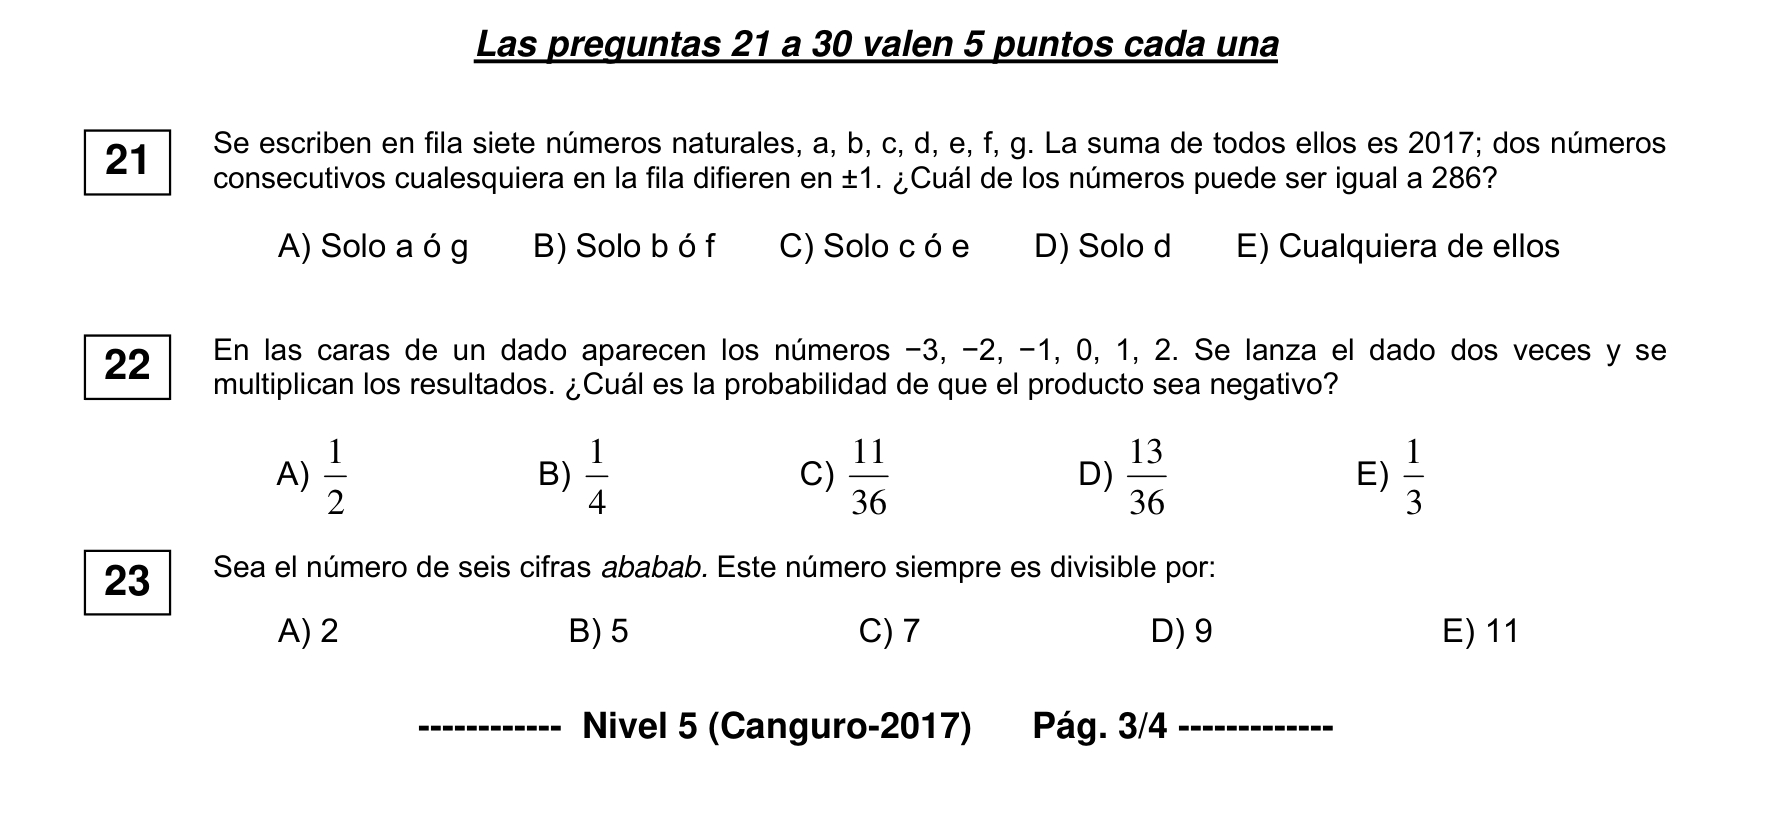 Las preguntas 21 a 30 valen 5 puntos cada una
21 Se escriben en fila siete números naturales, a, b, c, d, e, f, g. La suma de todos ellos es 2017; dos números
consecutivos cualesquiera en la fila difieren en ±1. ¿Cuál de los números puede ser igual a 286?
A) Solo a ó g B) Solo b ó f C) Solo c ó e D) Solo d E) Cualquiera de ellos
22 En las caras de un dado aparecen los números −3, −2, −1, 0, 1, 2. Se lanza el dado dos veces y se
multiplican los resultados. ¿Cuál es la probabilidad de que el producto sea negativo?
A) 1/2 B) 1/4 C) 11/36 D) 13/36 E) 1/3
23 Sea el número de seis cifras ababab. Este número siempre es divisible por:
A) 2 B) 5 C) 7 D) 9 E) 11
------------ Nivel 5 (Canguro-2017) Pág. 3/4 -------------